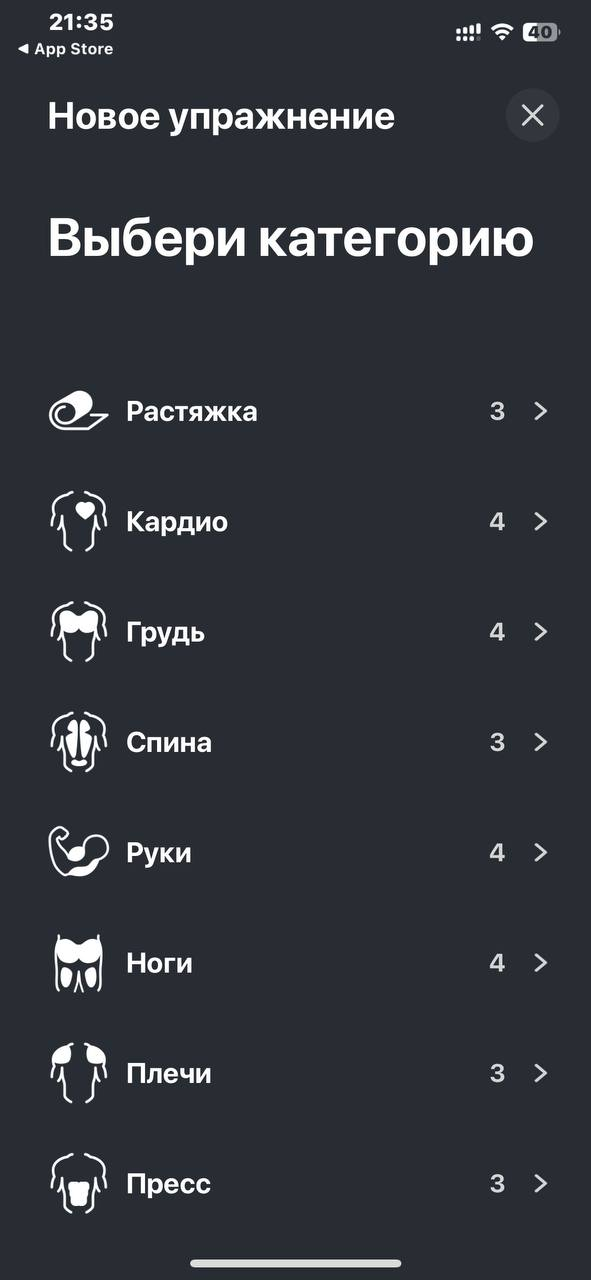 21:35
40
◀ App Store
Новое упражнение
Выбери категорию
Растяжка 3
Кардио 4
Грудь 4
Спина 3
Руки 4
Ноги 4
Плечи 3
Пресс 3